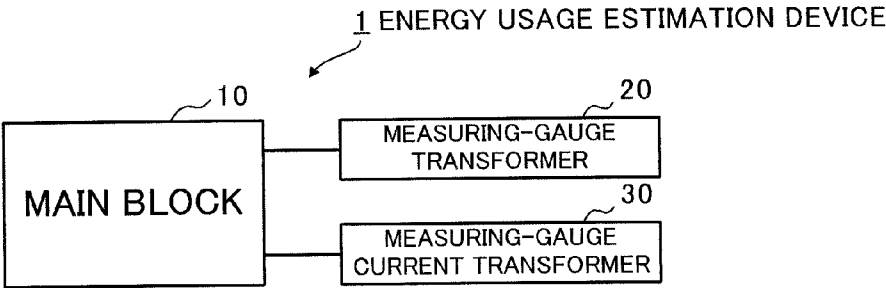 1 ENERGY USAGE ESTIMATION DEVICE
10
20
MEASURING-GAUGE
TRANSFORMER
MAIN BLOCK
30
MEASURING-GAUGE
CURRENT TRANSFORMER